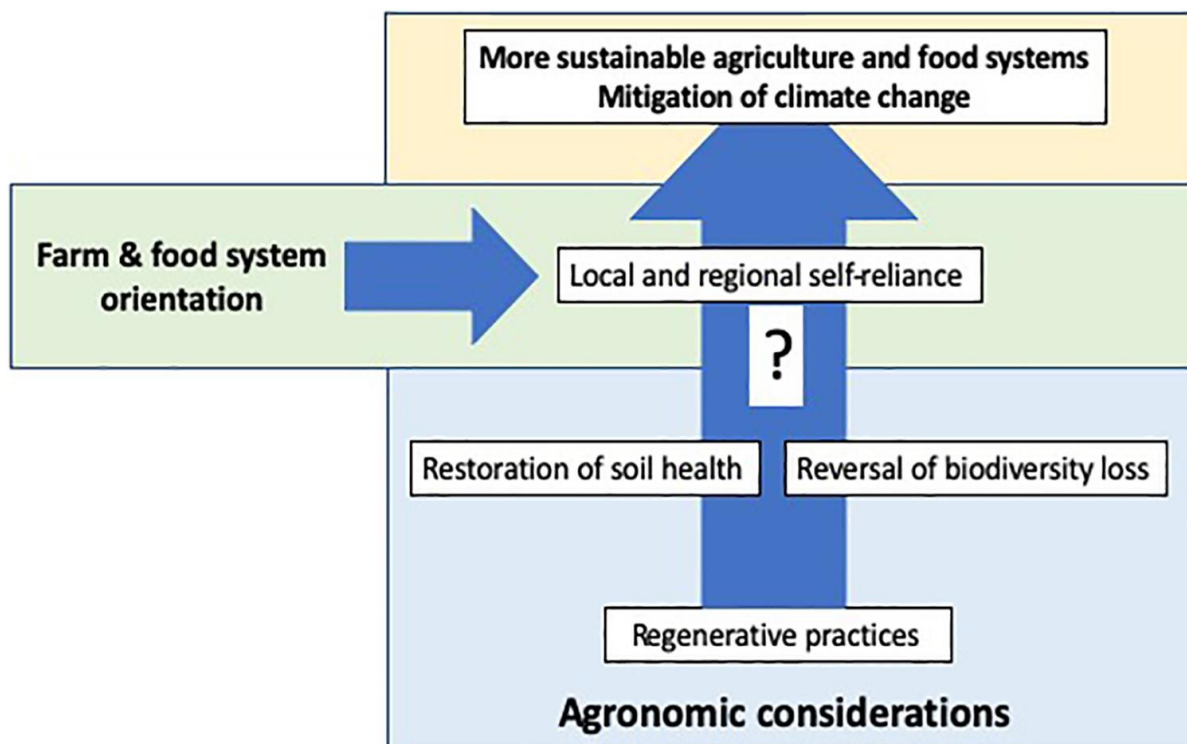 More sustainable agriculture and food systems
Mitigation of climate change
Farm & food system
orientation
Local and regional self-reliance
?
Restoration of soil health
Reversal of biodiversity loss
Regenerative practices
Agronomic considerations